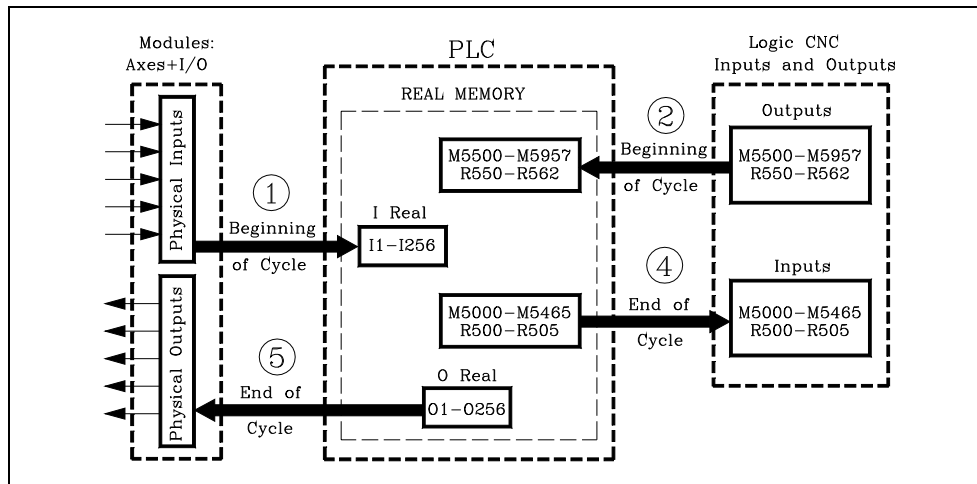 Modules:
Axes+I/O
Physical Inputs
Physical Outputs
1
Beginning
of Cycle
5
End of
Cycle
PLC
REAL MEMORY
M5500-M5957
R550-R562
I Real
I1-I256
M5000-M5465
R500-R505
O Real
O1-O256
2
Beginning
of Cycle
4
End of
Cycle
Logic CNC
Inputs and Outputs
Outputs
M5500-M5957
R550-R562
Inputs
M5000-M5465
R500-R505